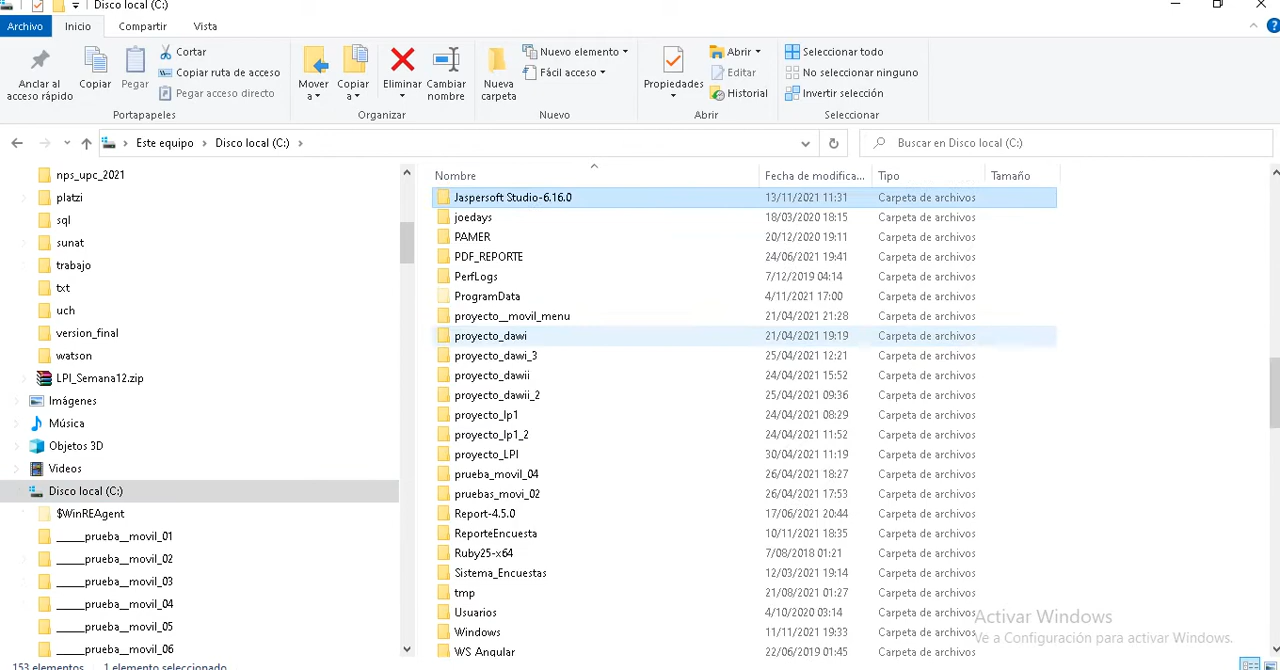 Disco local (C:)
Archivo
Inicio
Compartir
Vista
Anclar al acceso rápido
Copiar
Pegar
Cortar
Copiar ruta de acceso
Pegar acceso directo
Portapapeles
Mover a
Copiar a
Eliminar
Cambiar nombre
Organizar
Nueva carpeta
Nuevo elemento
Fácil acceso
Nuevo
Propiedades
Abrir
Editar
Historial
Abrir
Seleccionar todo
No seleccionar ninguno
Invertir selección
Seleccionar
Este equipo > Disco local (C:) >
Buscar en Disco local (C:)
nps_upc_2021
platzi
sql
sunat
trabajo
txt
uch
version_final
watson
LPI_Semana12.zip
Imágenes
Música
Objetos 3D
Videos
Disco local (C:)
$WinREAgent
_____prueba__movil_01
_____prueba__movil_02
_____prueba__movil_03
_____prueba__movil_04
_____prueba__movil_05
_____prueba__movil_06
Nombre Fecha de modifica... Tipo Tamaño
Jaspersoft Studio-6.16.0 13/11/2021 11:31 Carpeta de archivos
joedays 18/03/2020 18:15 Carpeta de archivos
PAMER 20/12/2020 19:11 Carpeta de archivos
PDF_REPORTE 24/06/2021 19:41 Carpeta de archivos
PerfLogs 7/12/2019 04:14 Carpeta de archivos
ProgramData 4/11/2021 17:00 Carpeta de archivos
proyecto__movil_menu 21/04/2021 21:28 Carpeta de archivos
proyecto_dawi 21/04/2021 19:19 Carpeta de archivos
proyecto_dawi_3 25/04/2021 12:21 Carpeta de archivos
proyecto_dawii 24/04/2021 15:52 Carpeta de archivos
proyecto_dawii_2 25/04/2021 09:36 Carpeta de archivos
proyecto_lp1 24/04/2021 08:29 Carpeta de archivos
proyecto_lp1_2 24/04/2021 11:52 Carpeta de archivos
proyecto_LPI 30/04/2021 11:19 Carpeta de archivos
prueba_movil_04 26/04/2021 18:27 Carpeta de archivos
pruebas_movi_02 26/04/2021 17:53 Carpeta de archivos
Report-4.5.0 17/06/2021 20:44 Carpeta de archivos
ReporteEncuesta 10/11/2021 18:35 Carpeta de archivos
Ruby25-x64 7/08/2018 01:21 Carpeta de archivos
Sistema_Encuestas 12/03/2021 19:14 Carpeta de archivos
tmp 21/08/2021 01:27 Carpeta de archivos
Usuarios 4/10/2020 03:14 Carpeta de archivos
Windows 11/11/2021 19:33 Carpeta de archivos
WS Angular 22/06/2019 01:45 Carpeta de archivos
Activar Windows
Ve a Configuración para activar Windows.
153 elementos 1 elemento seleccionado